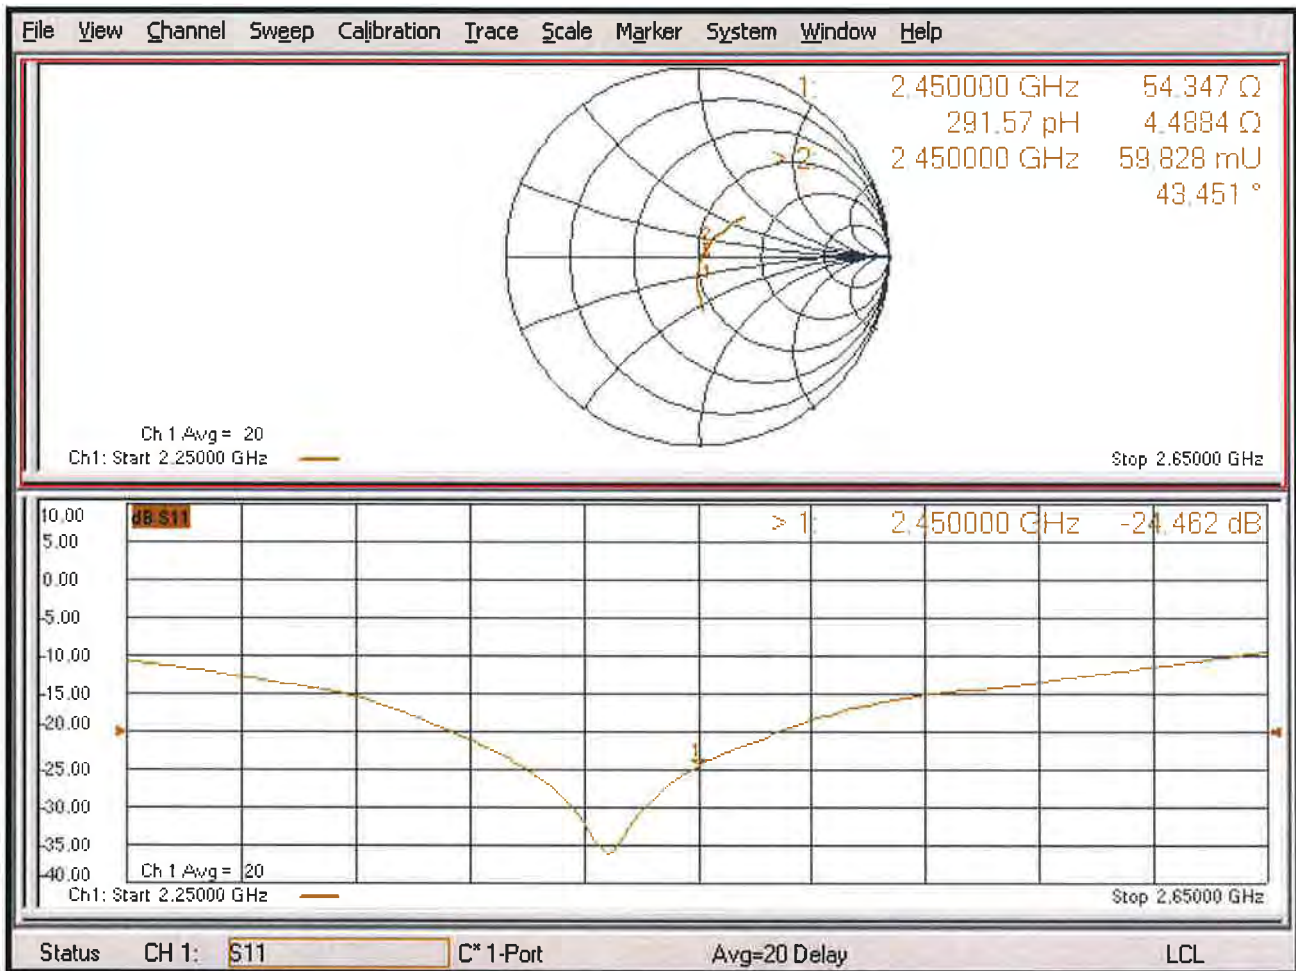 File View Channel Sweep Calibration Trace Scale Marker System Window Help
1: 2.450000 GHz 54.347 Ω
291.57 pH 4.4884 Ω
> 2: 2.450000 GHz 59.828 mU
43.451 °
Ch 1 Avg = 20
Ch1: Start 2.25000 GHz Stop 2.65000 GHz
10.00 dB S11 > 1: 2.450000 GHz -24.462 dB
5.00
0.00
-5.00
-10.00
-15.00
-20.00
1
-25.00
-30.00
-35.00
-40.00 Ch 1 Avg = 20
Ch1: Start 2.25000 GHz Stop 2.65000 GHz
Status CH 1: S11 C* 1-Port Avg=20 Delay LCL